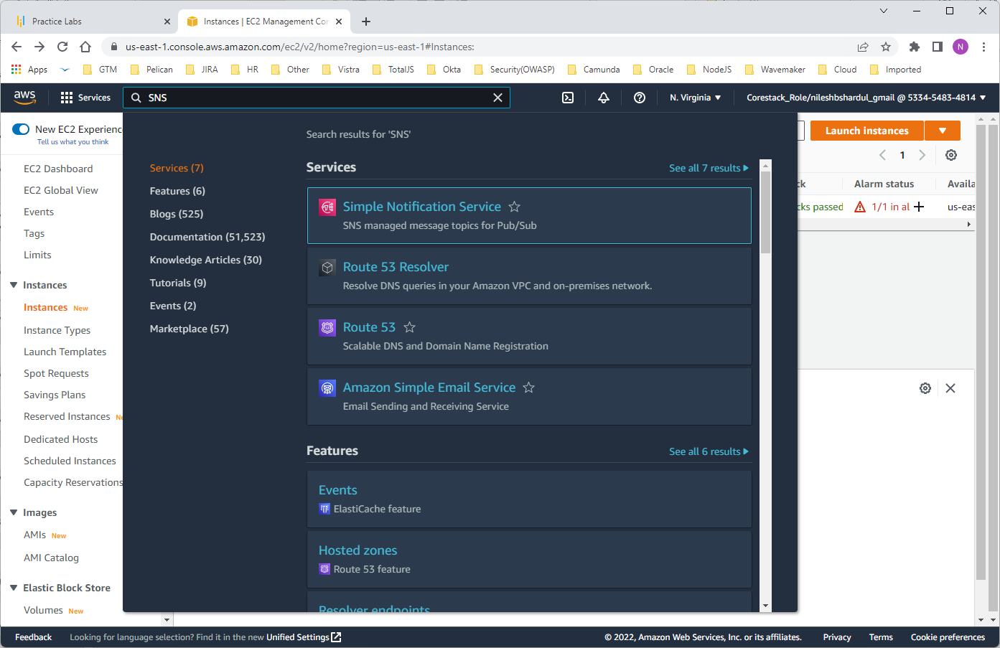 Practice Labs
Instances | EC2 Management Con
us-east-1.console.aws.amazon.com/ec2/v2/home?region=us-east-1#Instances:
N
Apps GTM Pelican JIRA HR Other Vistra TotalJS Okta Security(OWASP) Camunda Oracle NodeJS Wavemaker Cloud Imported
aws Services SNS N. Virginia Corestack_Role/nileshbshardul_gmail @ 5334-5483-4814
New EC2 Experience
Tell us what you think
EC2 Dashboard
EC2 Global View
Events
Tags
Limits
Instances
Instances New
Instance Types
Launch Templates
Spot Requests
Savings Plans
Reserved Instances Ne
Dedicated Hosts
Scheduled Instances
Capacity Reservations
Images
AMIs New
AMI Catalog
Elastic Block Store
Volumes New
Search results for 'SNS'
Services (7)
Features (6)
Blogs (525)
Documentation (51,523)
Knowledge Articles (30)
Tutorials (9)
Events (2)
Marketplace (57)
Services See all 7 results
Simple Notification Service
SNS managed message topics for Pub/Sub
Route 53 Resolver
Resolve DNS queries in your Amazon VPC and on-premises network.
Route 53
Scalable DNS and Domain Name Registration
Amazon Simple Email Service
Email Sending and Receiving Service
Features See all 6 results
Events
ElastiCache feature
Hosted zones
Route 53 feature
Resolver endpoints
Launch instances
1
ck Alarm status Availa
cks passed 1/1 in al us-eas
Feedback Looking for language selection? Find it in the new Unified Settings © 2022, Amazon Web Services, Inc. or its affiliates. Privacy Terms Cookie preferences